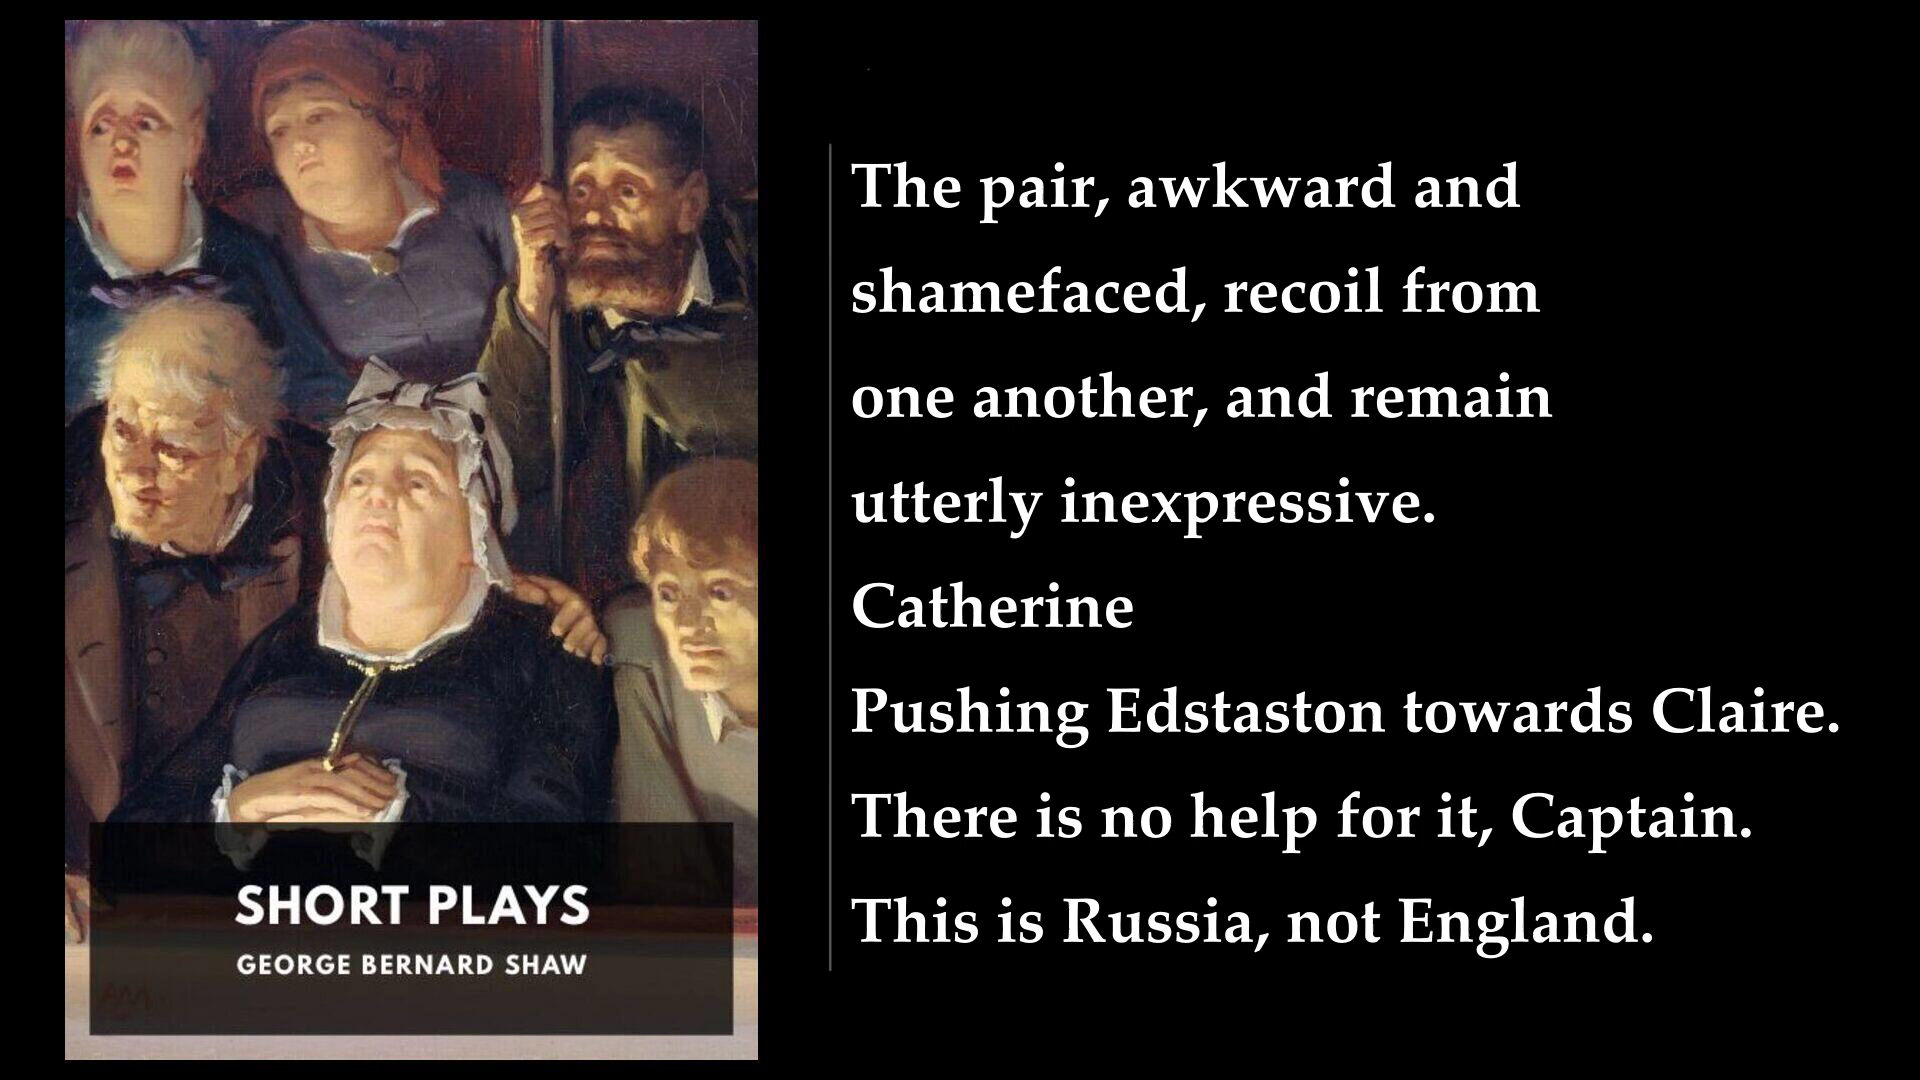 SHORT PLAYS
GEORGE BERNARD SHAW
The pair, awkward and
shamefaced, recoil from
one another, and remain
utterly inexpressive.
Catherine
Pushing Edstaston towards Claire.
There is no help for it, Captain.
This is Russia, not England.